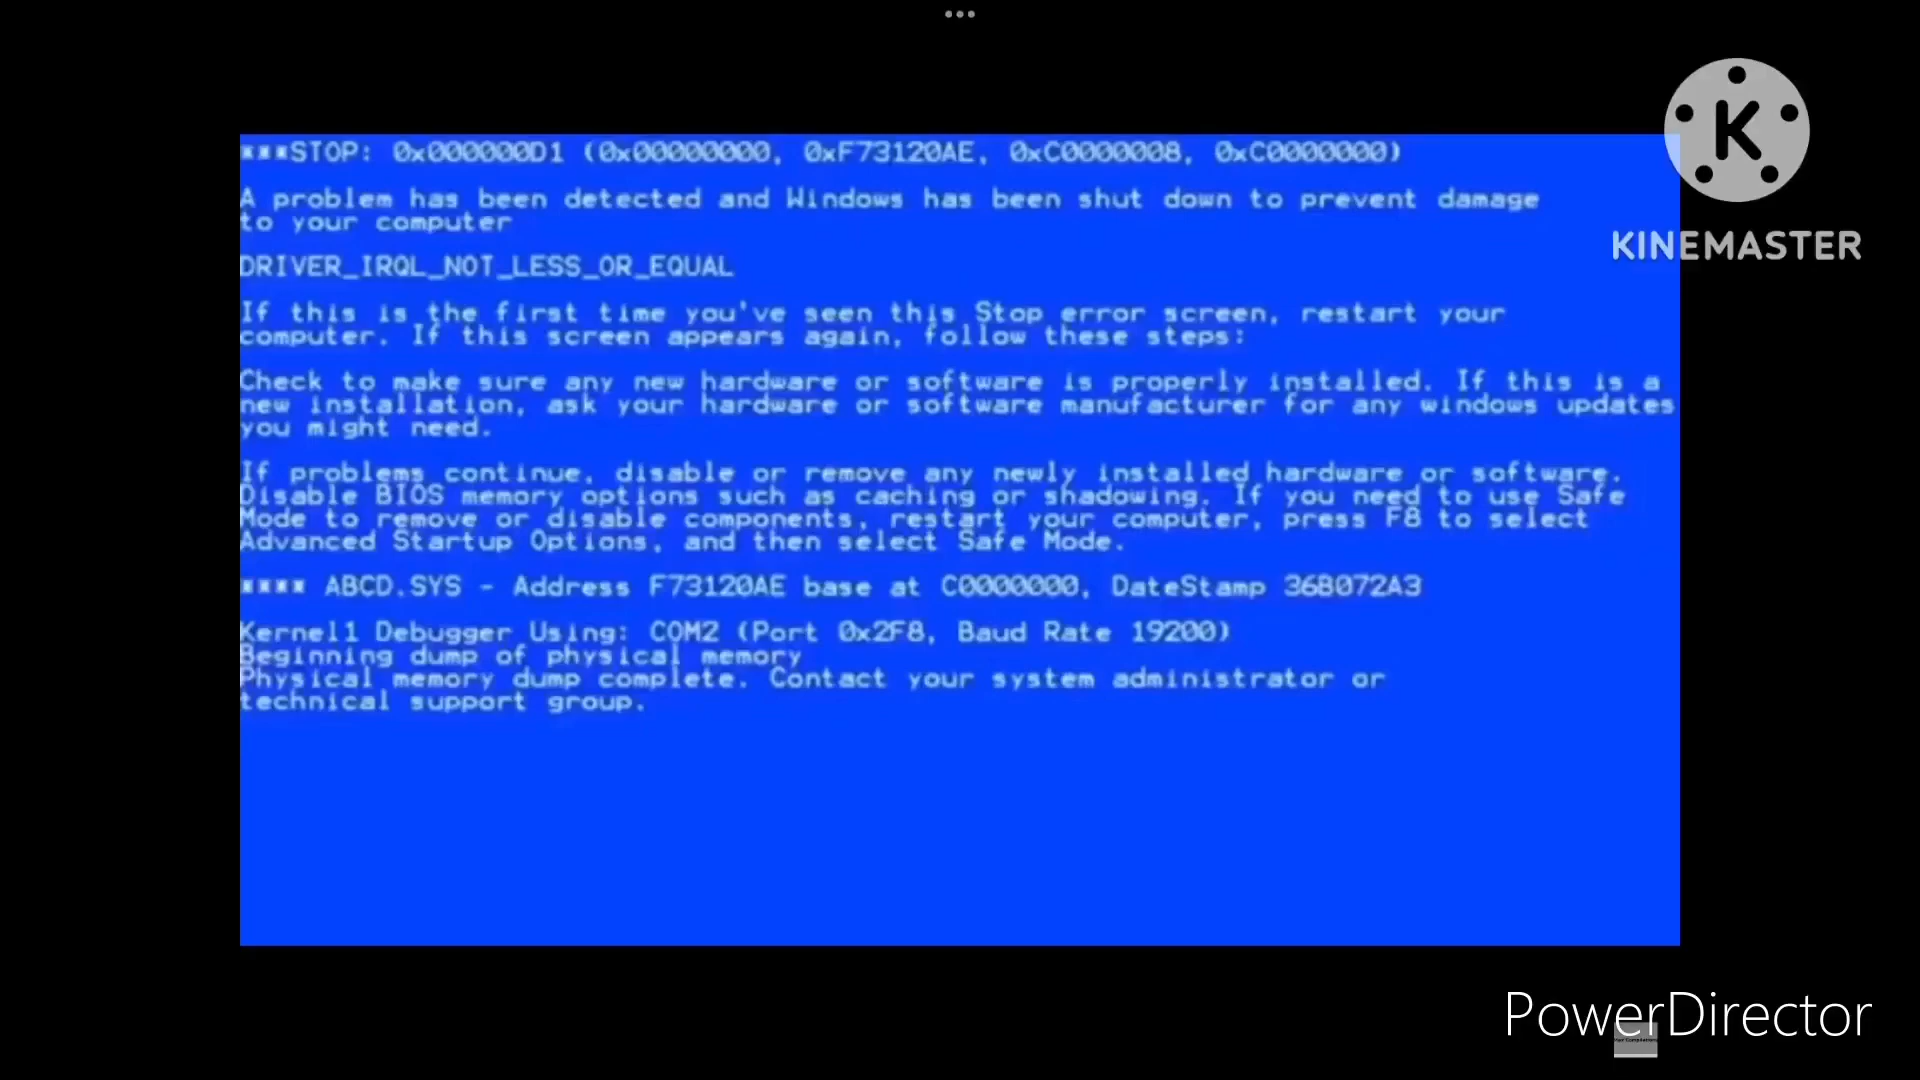 ***STOP: 0x000000D1 (0x00000000, 0xF73120AE, 0xC0000008, 0xC0000000)
A problem has been detected and Windows has been shut down to prevent damage
to your computer
DRIVER_IRQL_NOT_LESS_OR_EQUAL
If this is the first time you've seen this Stop error screen, restart your
computer. If this screen appears again, follow these steps:
Check to make sure any new hardware or software is properly installed. If this is a
new installation, ask your hardware or software manufacturer for any windows updates
you might need.
If problems continue, disable or remove any newly installed hardware or software.
Disable BIOS memory options such as caching or shadowing. If you need to use Safe
Mode to remove or disable components, restart your computer, press F8 to select
Advanced Startup Options, and then select Safe Mode.
**** ABCD.SYS - Address F73120AE base at C0000000, DateStamp 36B072A3
Kernel1 Debugger Using: COM2 (Port 0x2F8, Baud Rate 19200)
Beginning dump of physical memory
Physical memory dump complete. Contact your system administrator or
technical support group.
K
KINEMASTER
PowerDirector